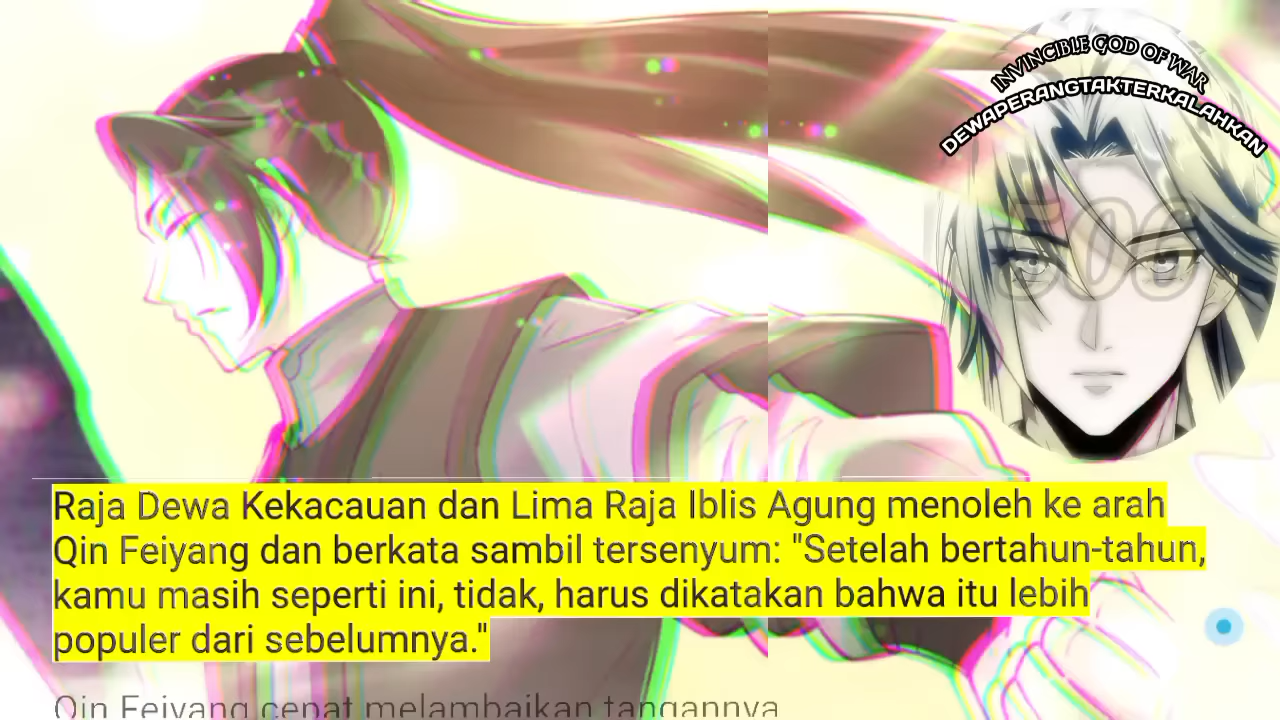 INVINCIBLE GOD OF WAR
DEWAPERANGTAKTERKALAHKAN
506
Raja Dewa Kekacauan dan Lima Raja Iblis Agung menoleh ke arah
Qin Feiyang dan berkata sambil tersenyum: "Setelah bertahun-tahun,
kamu masih seperti ini, tidak, harus dikatakan bahwa itu lebih
populer dari sebelumnya."
Qin Feiyang cepat melambaikan tangannya